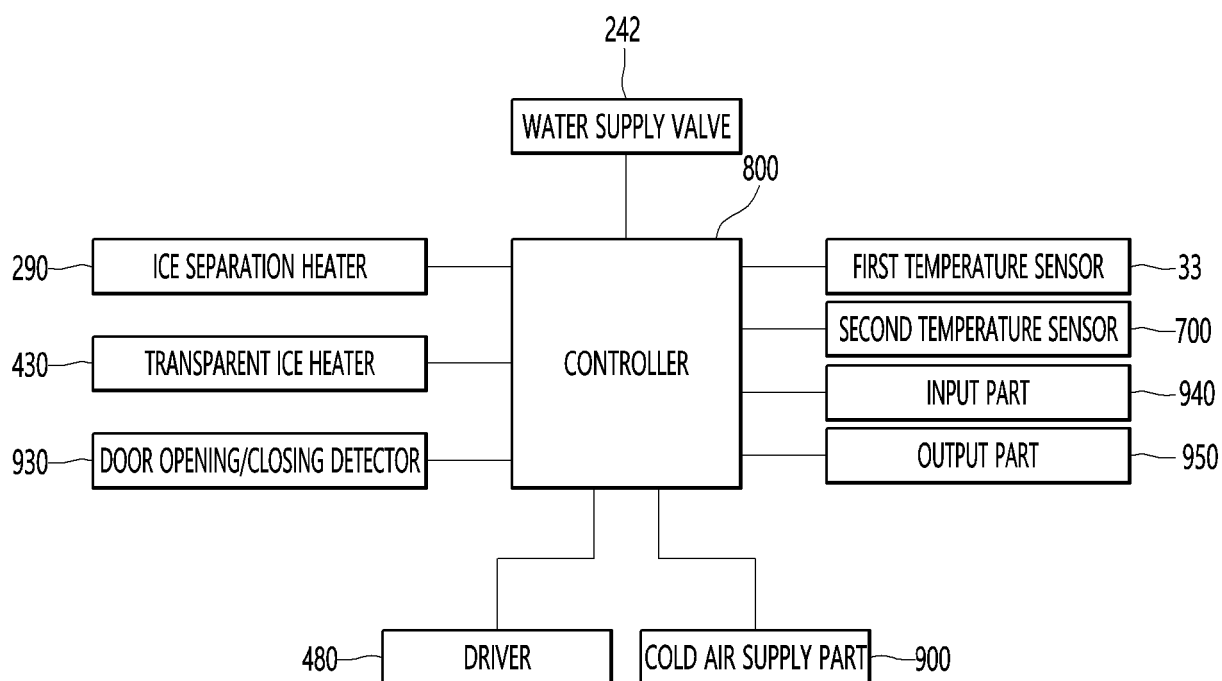 242
WATER SUPPLY VALVE
800
290 ICE SEPARATION HEATER
FIRST TEMPERATURE SENSOR 33
SECOND TEMPERATURE SENSOR 700
430 TRANSPARENT ICE HEATER
CONTROLLER
INPUT PART 940
930 DOOR OPENING/CLOSING DETECTOR
OUTPUT PART 950
480 DRIVER
COLD AIR SUPPLY PART 900